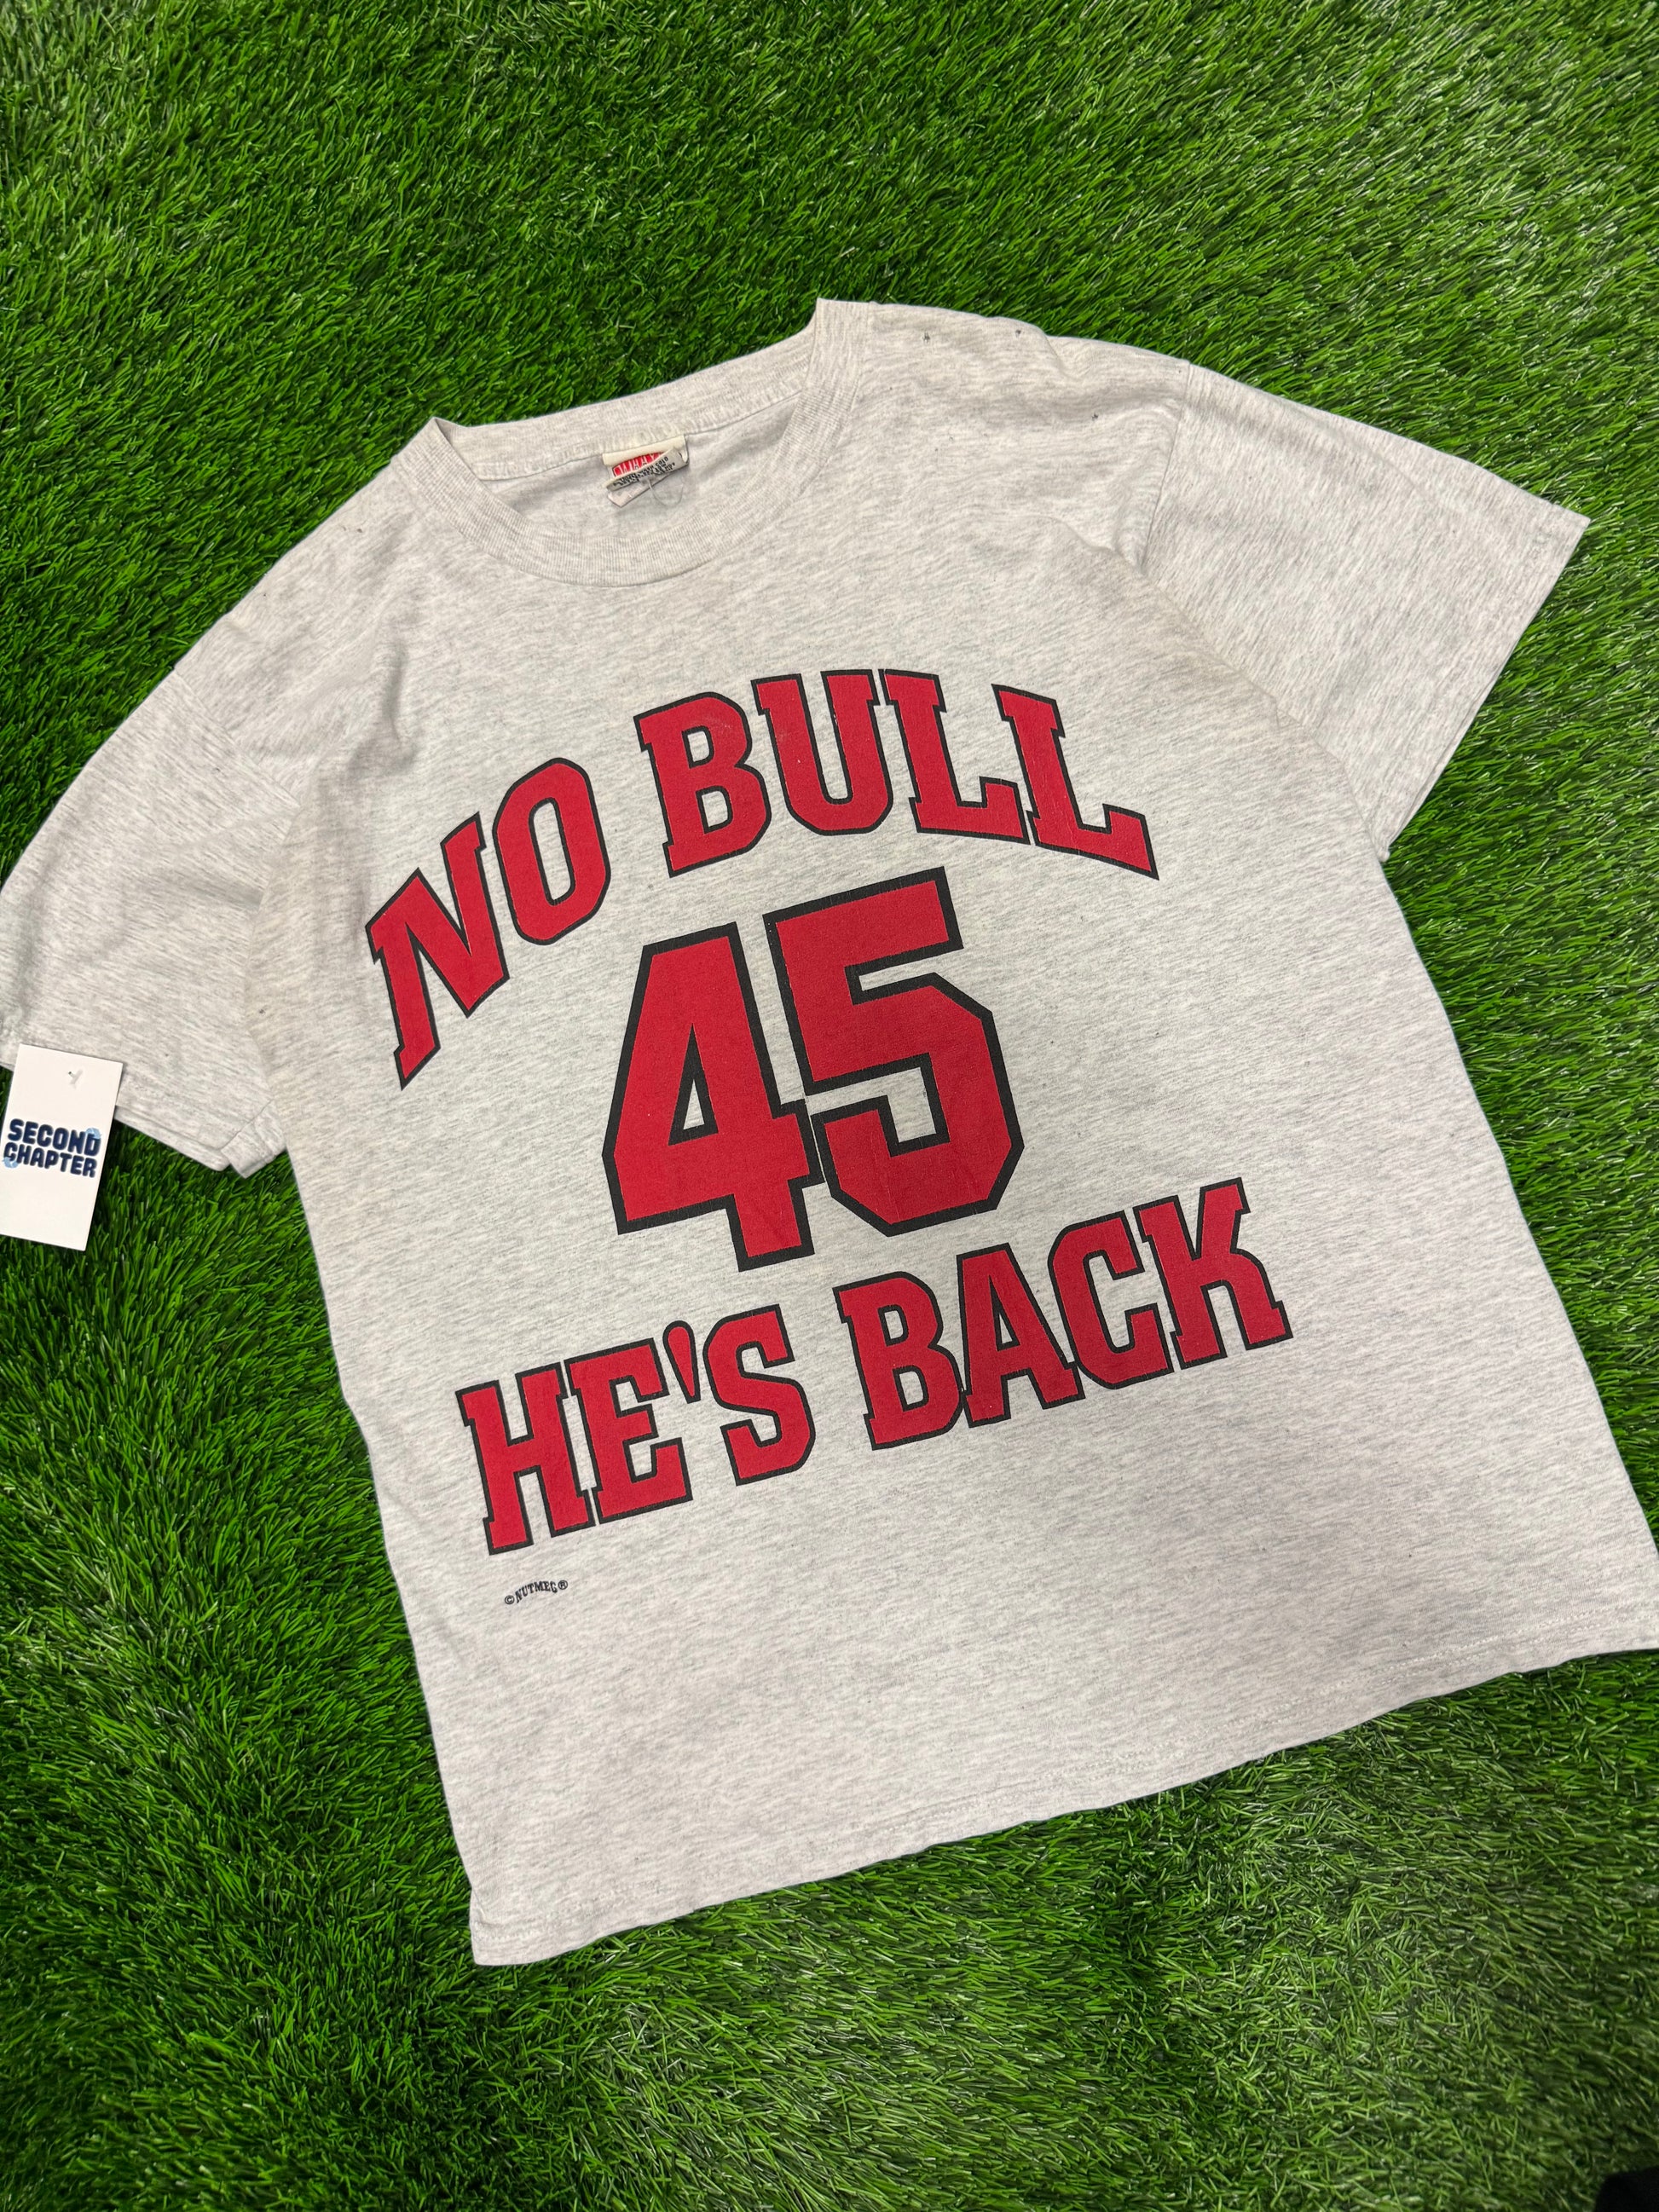 NO BULL
45
HE'S BACK
©NUTMEG®
SECOND
CHAPTER